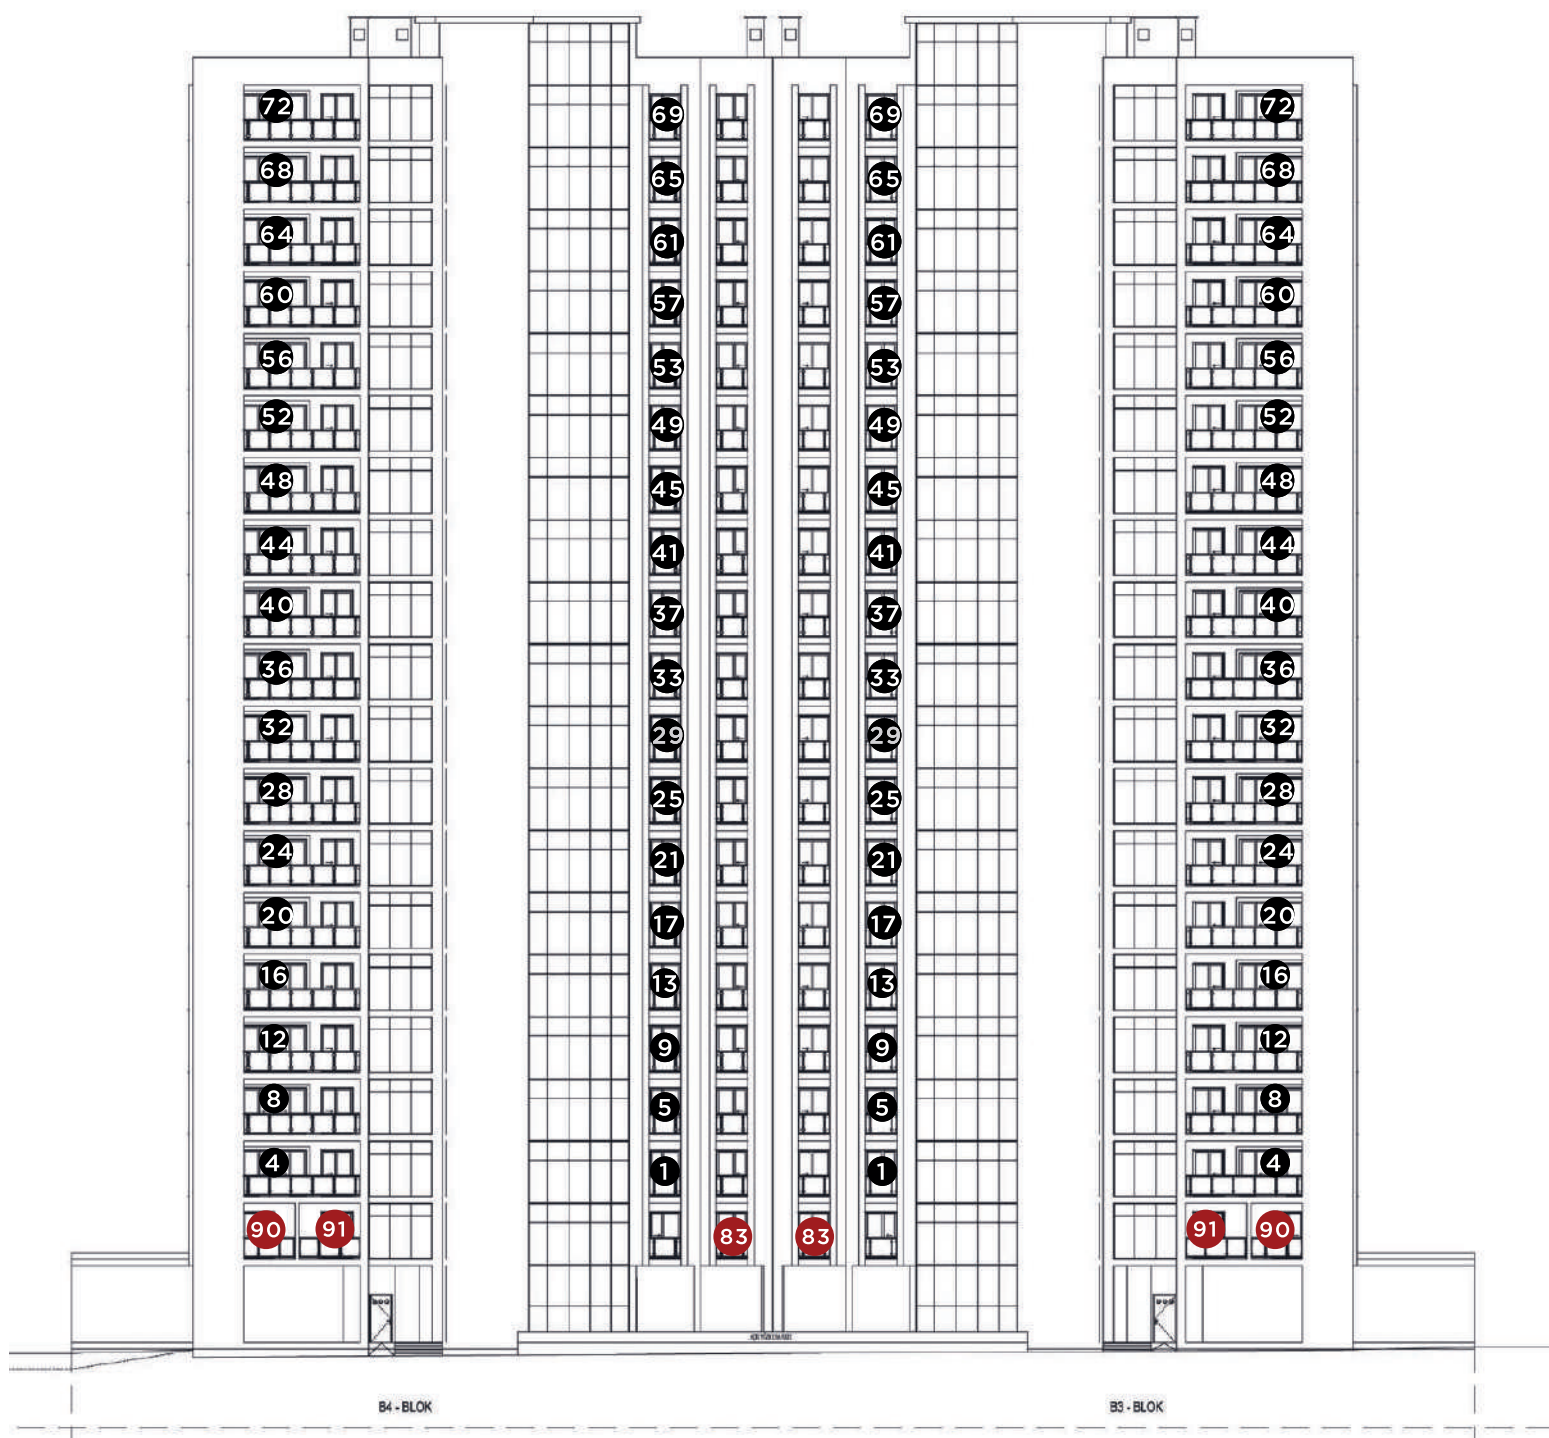 72 69 69 72
68 65 65 68
64 61 61 64
60 57 57 60
56 53 53 56
52 49 49 52
48 45 45 48
44 41 41 44
40 37 37 40
36 33 33 36
32 29 29 32
28 25 25 28
24 21 21 24
20 17 17 20
16 13 13 16
12 9 9 12
8 5 5 8
4 1 1 4
90 91 83 83 91 90
B4 - BLOK B3 - BLOK